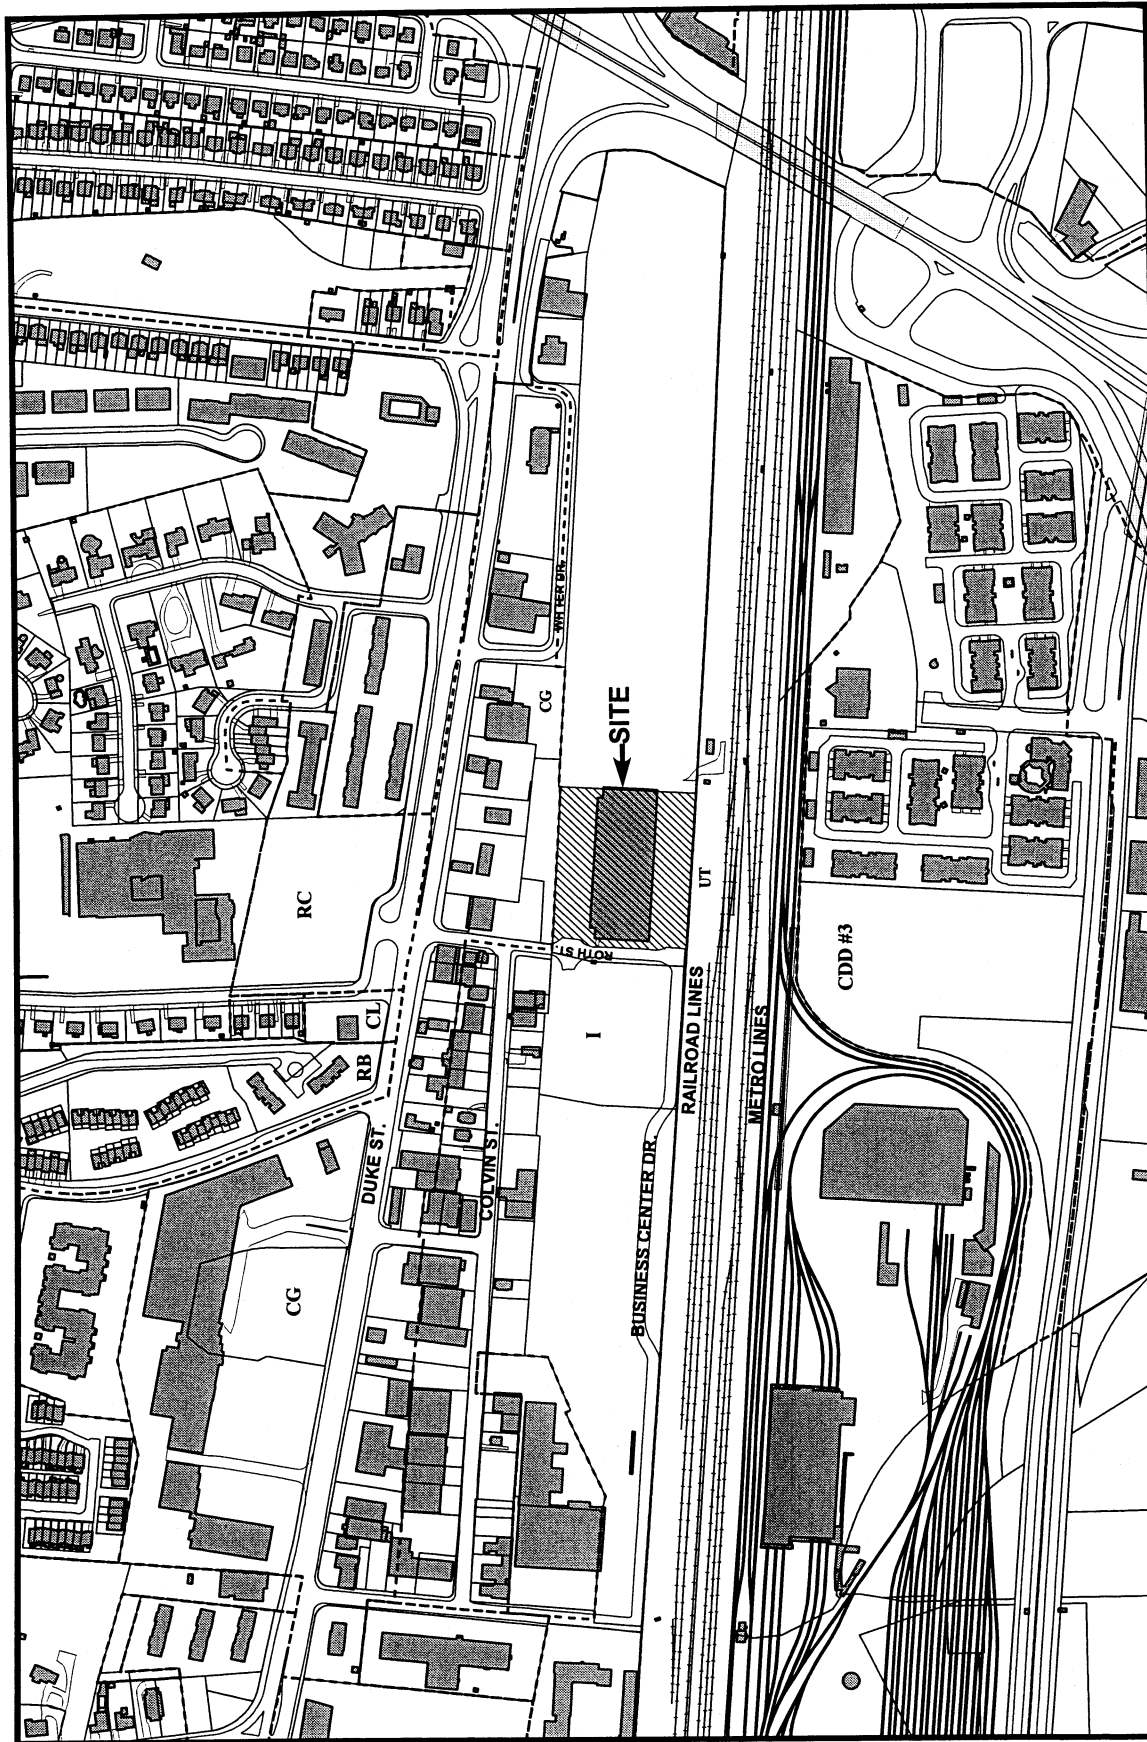 WHITER DR.
CG
SITE
UT
RC
ROTH ST.
CDD #3
CL
RB
I
RAILROAD LINES
METRO LINES
DUKE ST.
COLVIN ST.
BUSINESS CENTER DR.
CG